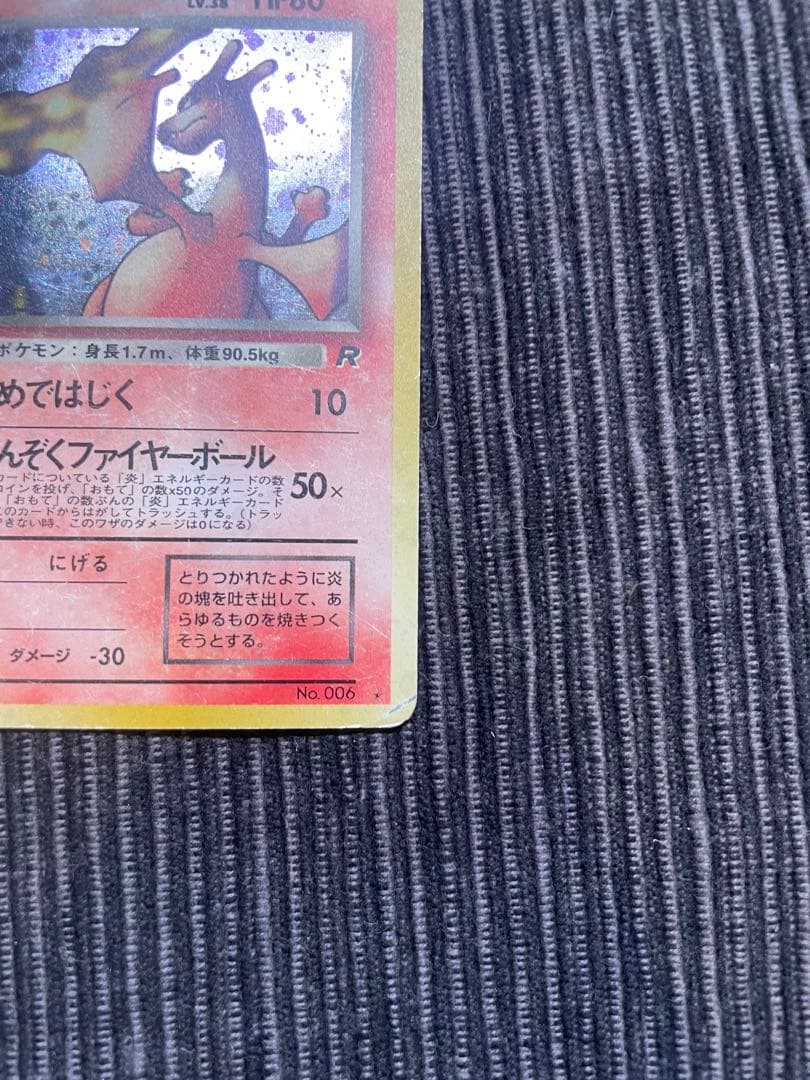 LV.38 HP80
ポケモン：身長1.7m、体重90.5kg R
めではじく 10
んぞくファイヤーボール
カードについている「炎」エネルギーカードの数
コインを投げ、「おもて」の数x50のダメージ。そ
「おもて」の数ぶんの「炎」エネルギーカード
このカードからはがしてトラッシュする。(トラッ
できない時、このワザのダメージは0になる)
50×
にげる
ダメージ -30
とりつかれたように炎
の塊を吐き出して、あ
らゆるものを焼きつく
そうとする。
No. 006 ★